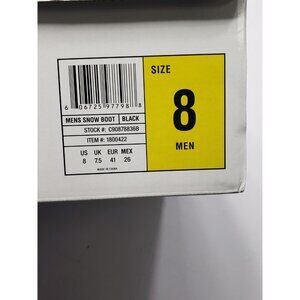 6 06725 97798 8
MENS SNOW BOOT BLACK
STOCK #: C90878836B
ITEM #: 1800422
US UK EUR MEX
8 7.5 41 26
MADE IN CHINA
SIZE
8
MEN